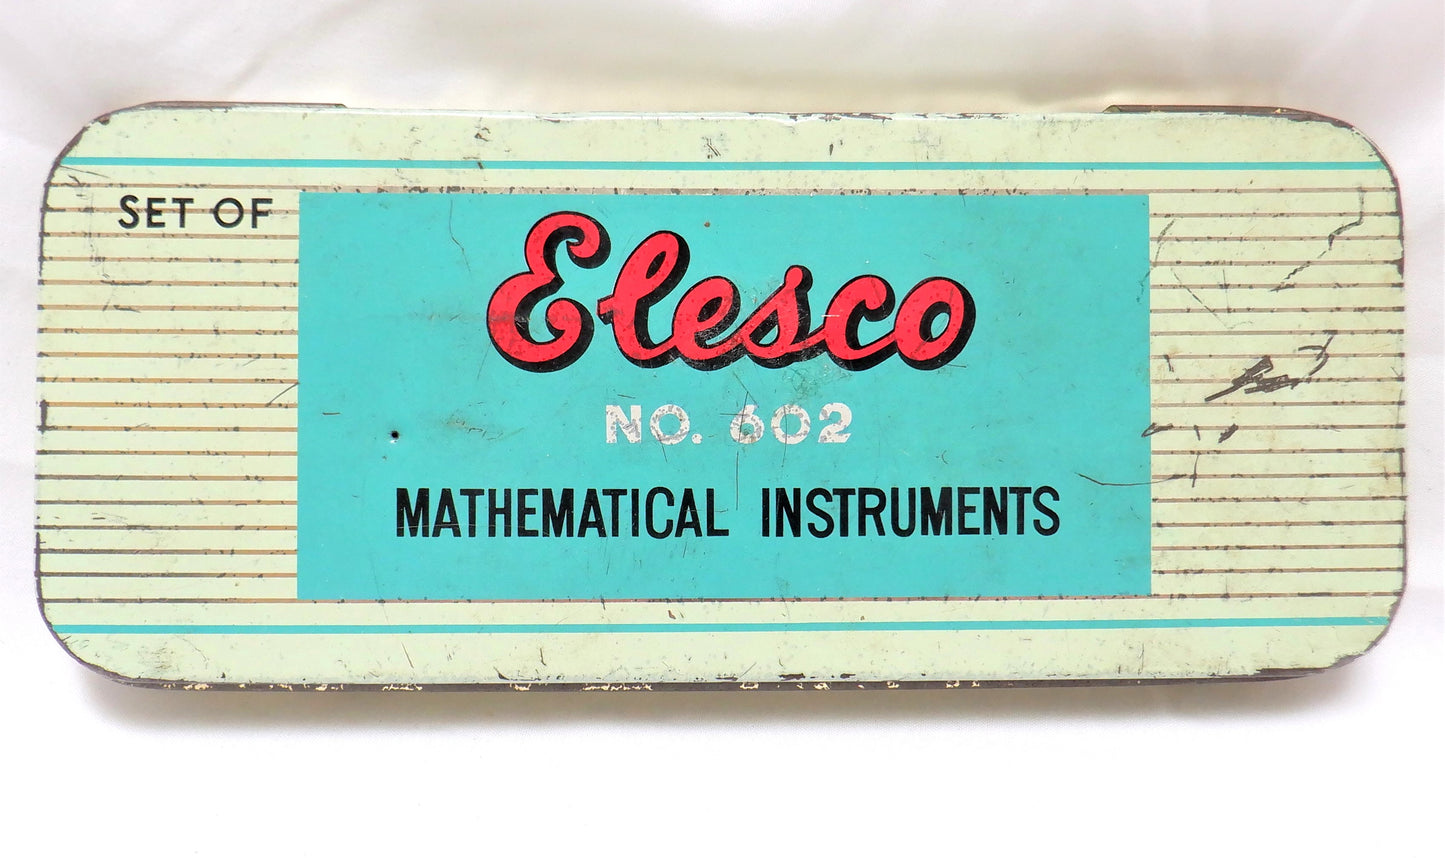 SET OF
Elesco
NO. 602
MATHEMATICAL INSTRUMENTS